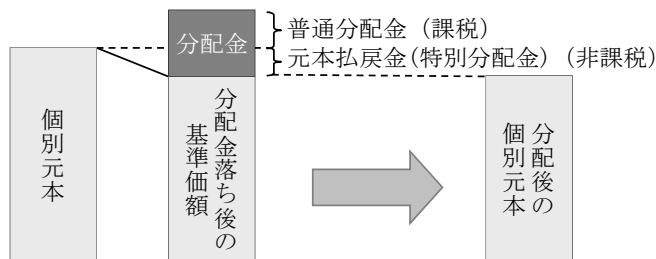 普通分配金（課税）
分配金
元本払戻金（特別分配金）（非課税）
個別元本
分配金落ち後の
基準価額
分配後の
個別元本